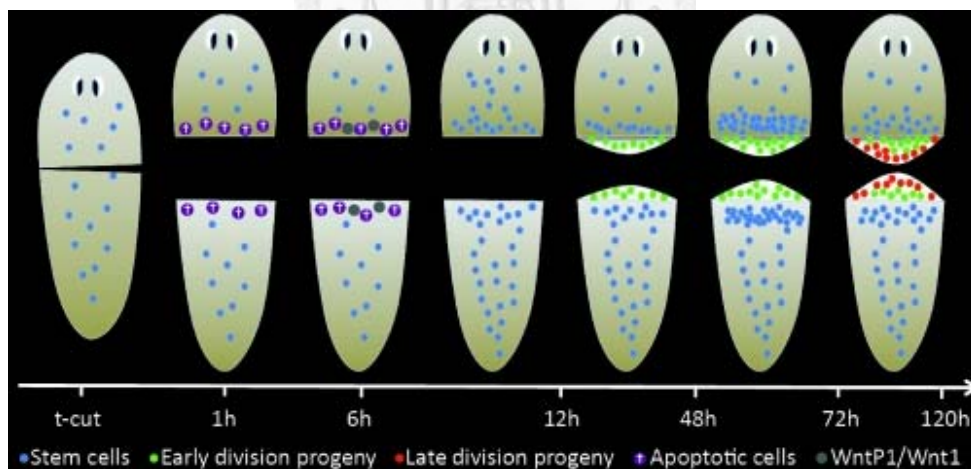 t-cut 1h 6h 12h 48h 72h 120h
Stem cells Early division progeny Late division progeny Apoptotic cells WntP1/Wnt1